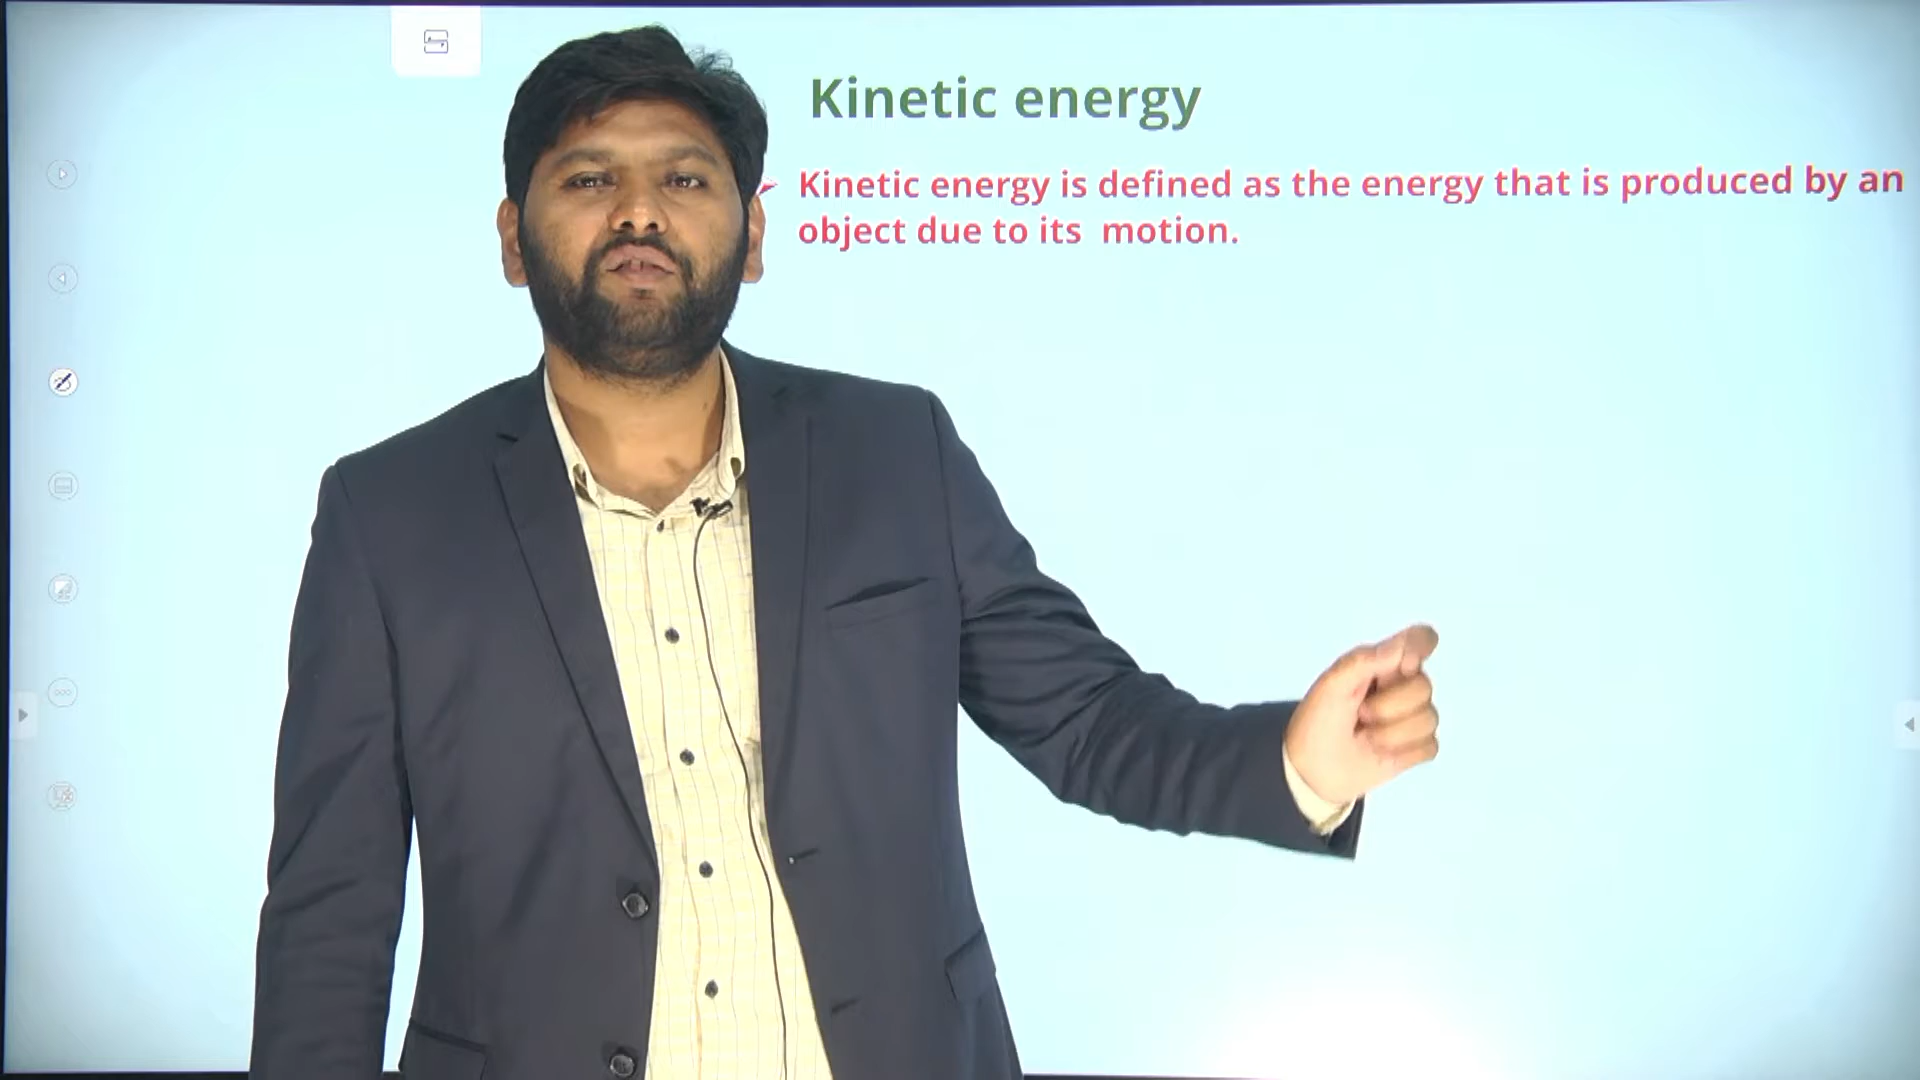 Kinetic energy
Kinetic energy is defined as the energy that is produced by an
object due to its motion.